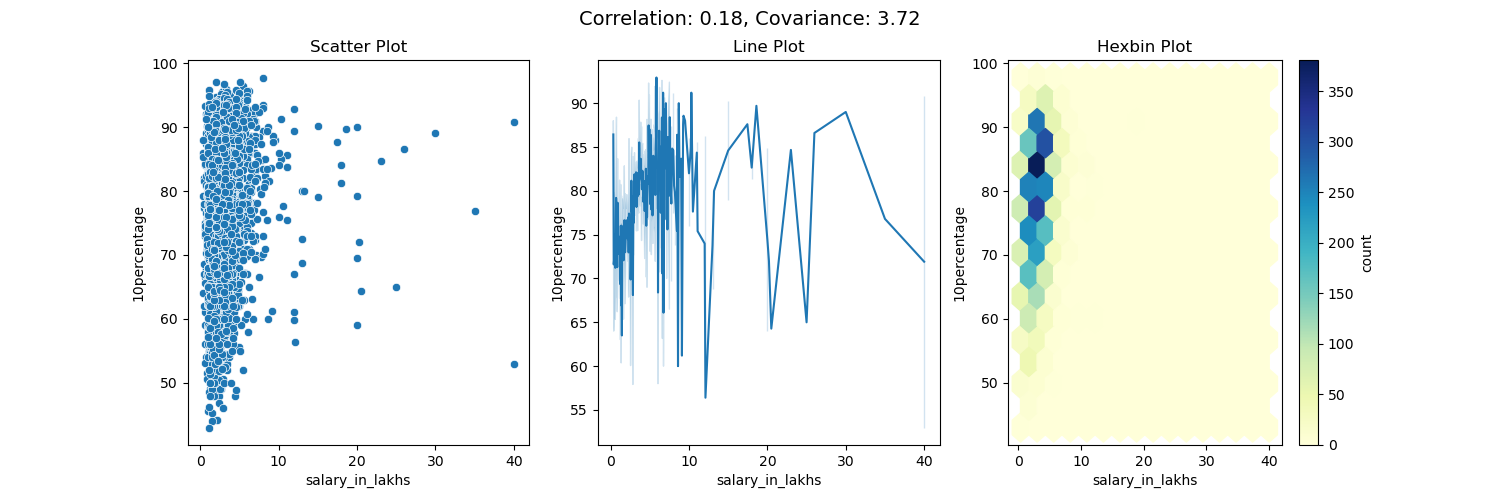 Correlation: 0.18, Covariance: 3.72
Scatter Plot
100
90
80
70
60
50
0 10 20 30 40
salary_in_lakhs
10percentage
Line Plot
90
85
80
75
70
65
60
55
0 10 20 30 40
salary_in_lakhs
10percentage
Hexbin Plot
100
90
80
70
60
50
0 10 20 30 40
salary_in_lakhs
10percentage
350
300
250
200
150
100
50
0
count